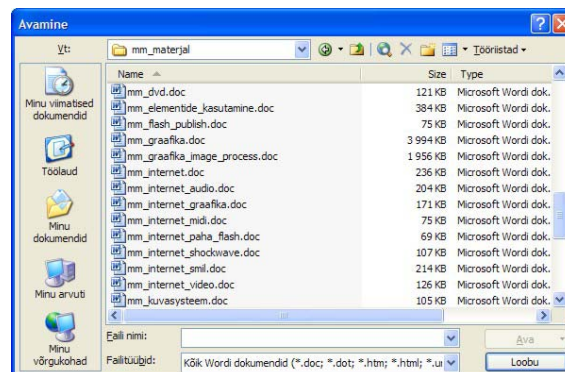 Avamine
Vt:
mm_materjal
Tööriistad
Minu viimatised
dokumendid
Töölaud
Minu
dokumendid
Minu arvuti
Minu
võrgukohad
Name Size Type
mm_dvd.doc 121 KB Microsoft Wordi dok.
mm_elementide_kasutamine.doc 384 KB Microsoft Wordi dok.
mm_flash_publish.doc 75 KB Microsoft Wordi dok.
mm_graafika.doc 3 994 KB Microsoft Wordi dok.
mm_graafika_image_process.doc 1 956 KB Microsoft Wordi dok.
mm_internet.doc 236 KB Microsoft Wordi dok.
mm_internet_audio.doc 204 KB Microsoft Wordi dok.
mm_internet_graafika.doc 171 KB Microsoft Wordi dok.
mm_internet_midi.doc 75 KB Microsoft Wordi dok.
mm_internet_paha_flash.doc 69 KB Microsoft Wordi dok.
mm_internet_shockwave.doc 107 KB Microsoft Wordi dok.
mm_internet_smil.doc 214 KB Microsoft Wordi dok.
mm_internet_video.doc 126 KB Microsoft Wordi dok.
mm_kuvasysteem.doc 105 KB Microsoft Wordi dok.
Faili nimi:
Ava
Failitüübid: Kõik Wordi dokumendid (*.doc; *.dot; *.htm; *.html; *.ur
Loobu